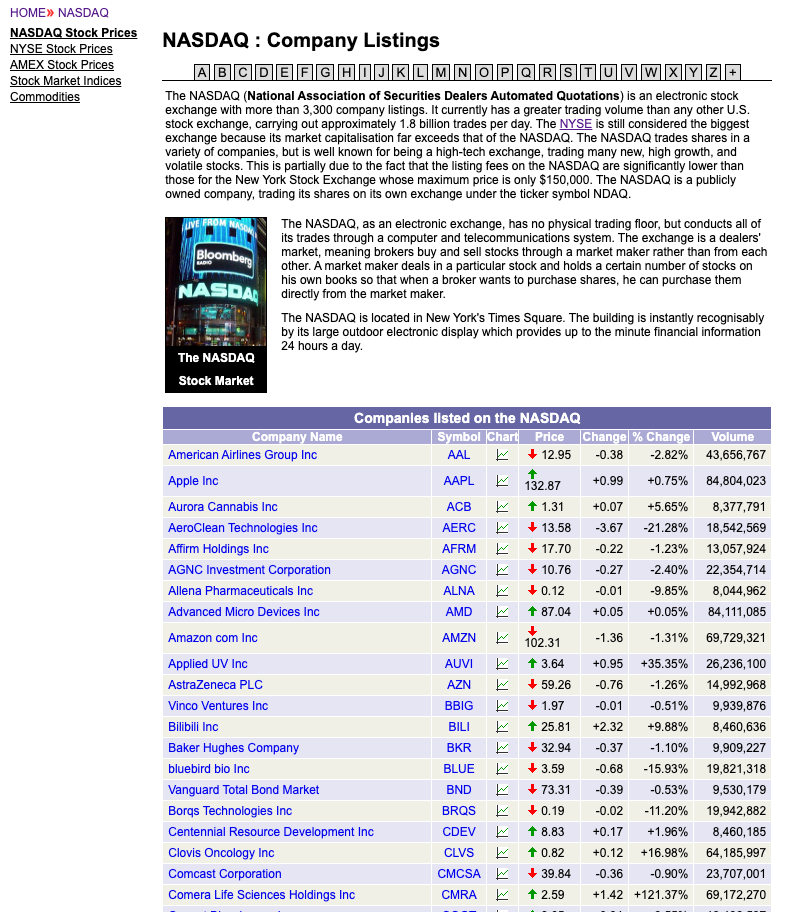 HOME» NASDAQ
NASDAQ Stock Prices
NYSE Stock Prices
AMEX Stock Prices
Stock Market Indices
Commodities
NASDAQ : Company Listings
A B C D E F G H I J K L M N O P Q R S T U V W X Y Z +
The NASDAQ (National Association of Securities Dealers Automated Quotations) is an electronic stock
exchange with more than 3,300 company listings. It currently has a greater trading volume than any other U.S.
stock exchange, carrying out approximately 1.8 billion trades per day. The NYSE is still considered the biggest
exchange because its market capitalisation far exceeds that of the NASDAQ. The NASDAQ trades shares in a
variety of companies, but is well known for being a high-tech exchange, trading many new, high growth, and
volatile stocks. This is partially due to the fact that the listing fees on the NASDAQ are significantly lower than
those for the New York Stock Exchange whose maximum price is only $150,000. The NASDAQ is a publicly
owned company, trading its shares on its own exchange under the ticker symbol NDAQ.
LIVE FROM NASDA
Bloomberg
RADIO
NASDAQ
The NASDAQ
Stock Market
The NASDAQ, as an electronic exchange, has no physical trading floor, but conducts all of
its trades through a computer and telecommunications system. The exchange is a dealers'
market, meaning brokers buy and sell stocks through a market maker rather than from each
other. A market maker deals in a particular stock and holds a certain number of stocks on
his own books so that when a broker wants to purchase shares, he can purchase them
directly from the market maker.
The NASDAQ is located in New York's Times Square. The building is instantly recognisably
by its large outdoor electronic display which provides up to the minute financial information
24 hours a day.
Companies listed on the NASDAQ
Company Name Symbol Chart Price Change % Change Volume
American Airlines Group Inc AAL 12.95 -0.38 -2.82% 43,656,767
Apple Inc AAPL 132.87 +0.99 +0.75% 84,804,023
Aurora Cannabis Inc ACB 1.31 +0.07 +5.65% 8,377,791
AeroClean Technologies Inc AERC 13.58 -3.67 -21.28% 18,542,569
Affirm Holdings Inc AFRM 17.70 -0.22 -1.23% 13,057,924
AGNC Investment Corporation AGNC 10.76 -0.27 -2.40% 22,354,714
Allena Pharmaceuticals Inc ALNA 0.12 -0.01 -9.85% 8,044,962
Advanced Micro Devices Inc AMD 87.04 +0.05 +0.05% 84,111,085
Amazon com Inc AMZN 102.31 -1.36 -1.31% 69,729,321
Applied UV Inc AUVI 3.64 +0.95 +35.35% 26,236,100
AstraZeneca PLC AZN 59.26 -0.76 -1.26% 14,992,968
Vinco Ventures Inc BBIG 1.97 -0.01 -0.51% 9,939,876
Bilibili Inc BILI 25.81 +2.32 +9.88% 8,460,636
Baker Hughes Company BKR 32.94 -0.37 -1.10% 9,909,227
bluebird bio Inc BLUE 3.59 -0.68 -15.93% 19,821,318
Vanguard Total Bond Market BND 73.31 -0.39 -0.53% 9,530,179
Borqs Technologies Inc BRQS 0.19 -0.02 -11.20% 19,942,882
Centennial Resource Development Inc CDEV 8.83 +0.17 +1.96% 8,460,185
Clovis Oncology Inc CLVS 0.82 +0.12 +16.98% 64,185,997
Comcast Corporation CMCSA 39.84 -0.36 -0.90% 23,707,001
Comera Life Sciences Holdings Inc CMRA 2.59 +1.42 +121.37% 69,172,270